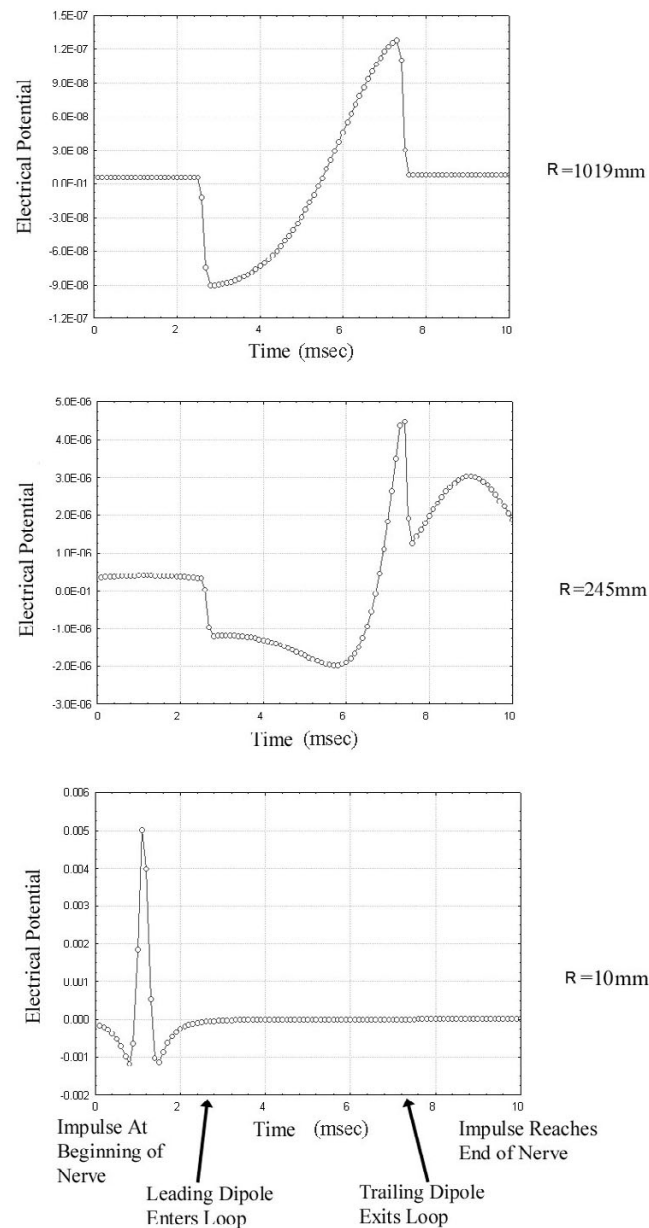 1.5E-07
1.2E-07
9.0E-08
6.0E-08
3.0E-08
0.0E-01
-3.0E-08
-6.0E-08
-9.0E-08
-1.2E-07
Electrical Potential
0 2 4 6 8 10
Time (msec)
R=1019mm
5.0E-06
4.0E-06
3.0E-06
2.0E-06
1.0E-06
0.0E-01
-1.0E-06
-2.0E-06
-3.0E-06
Electrical Potential
0 2 4 6 8 10
Time (msec)
R=245mm
0.006
0.005
0.004
0.003
0.002
0.001
0.000
-0.001
-0.002
Electrical Potential
0 2 4 6 8 10
Time (msec)
R=10mm
Impulse At
Beginning of
Nerve
Leading Dipole
Enters Loop
Trailing Dipole
Exits Loop
Impulse Reaches
End of Nerve